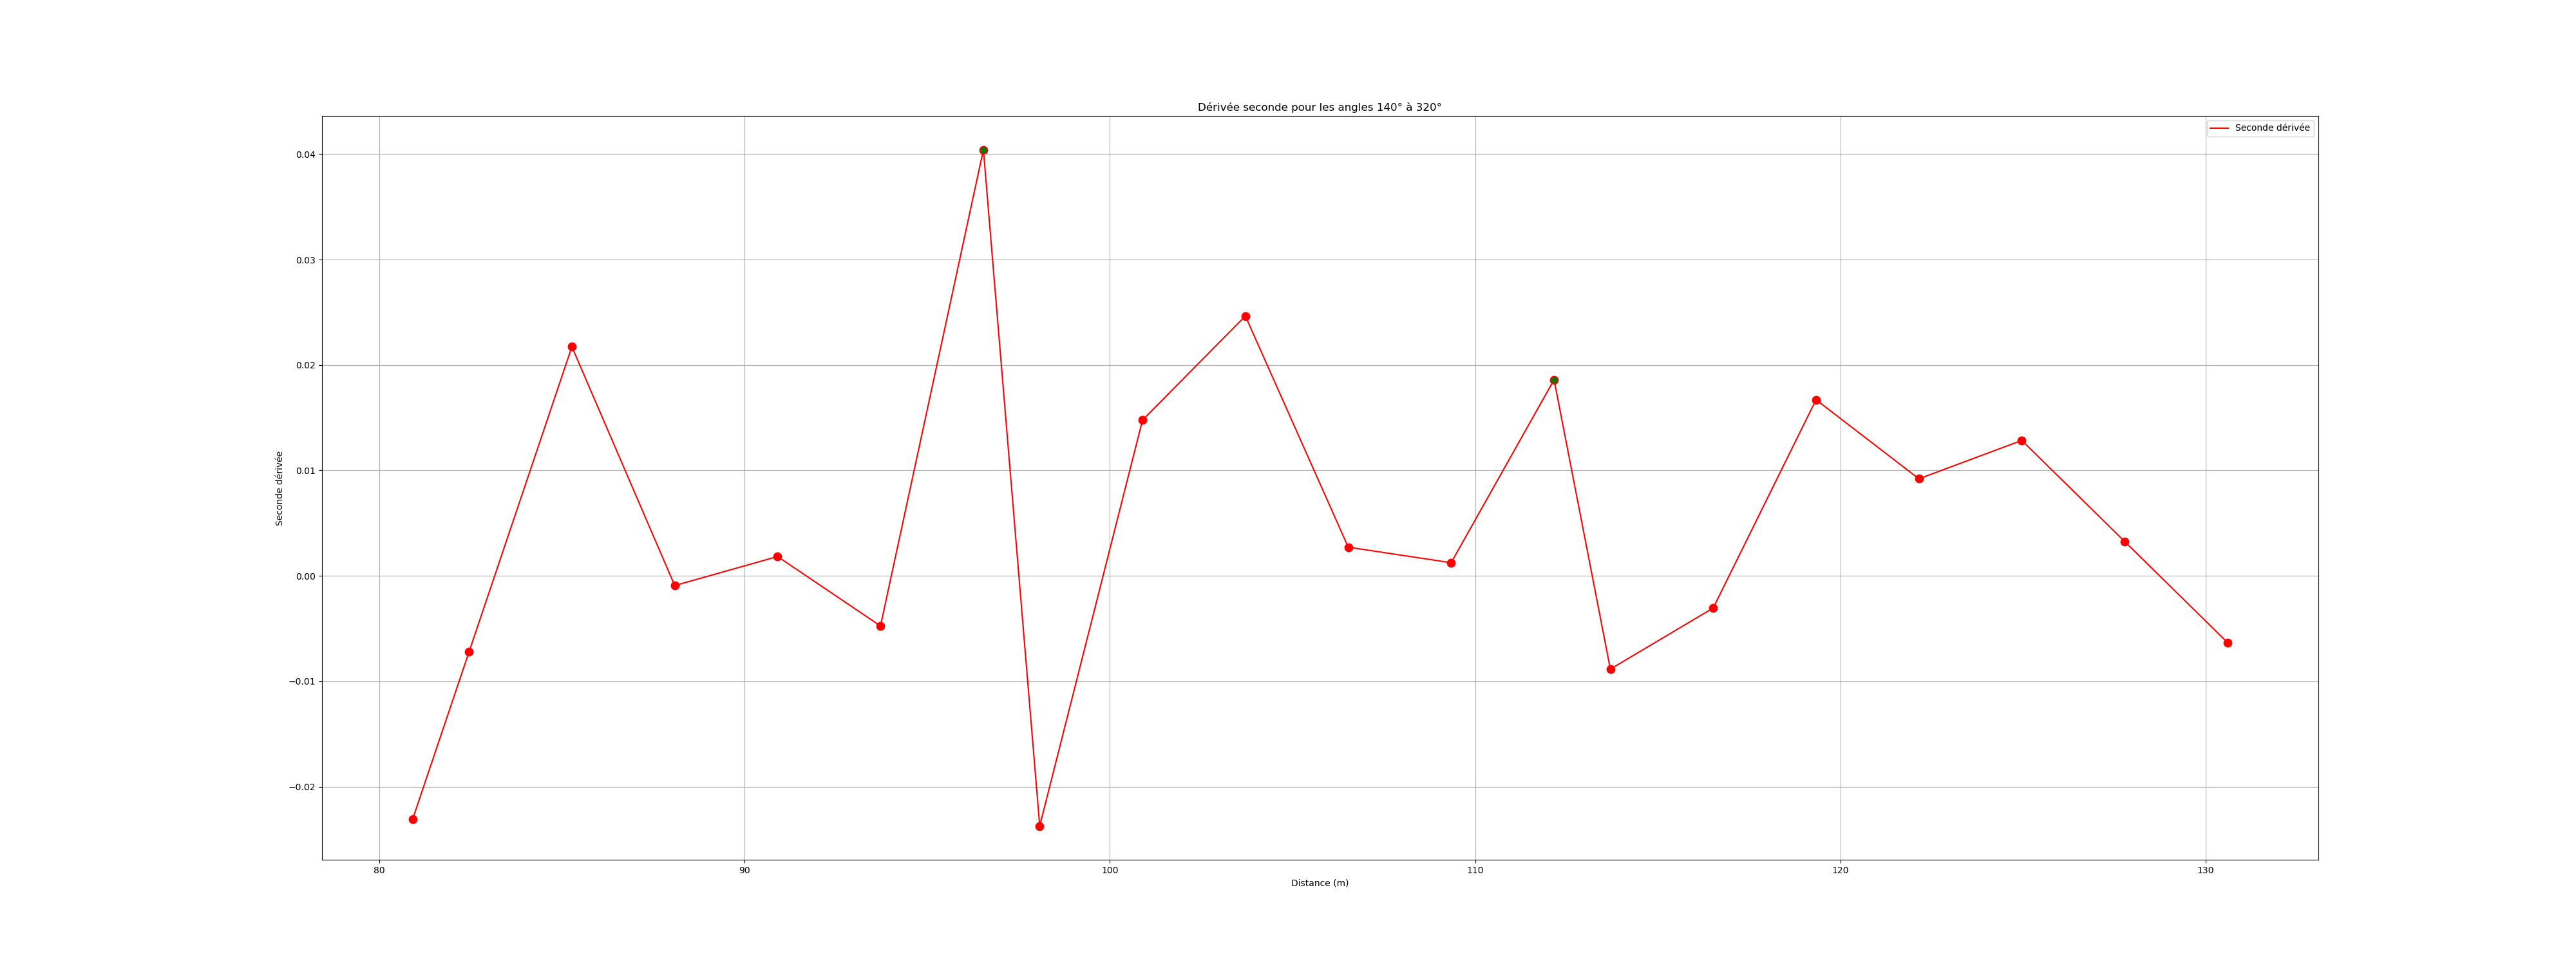 Dérivée seconde pour les angles 140° à 320°
Seconde dérivée
0.04
0.03
0.02
0.01
0.00
−0.01
−0.02
Seconde dérivée
80 90 100 110 120 130
Distance (m)